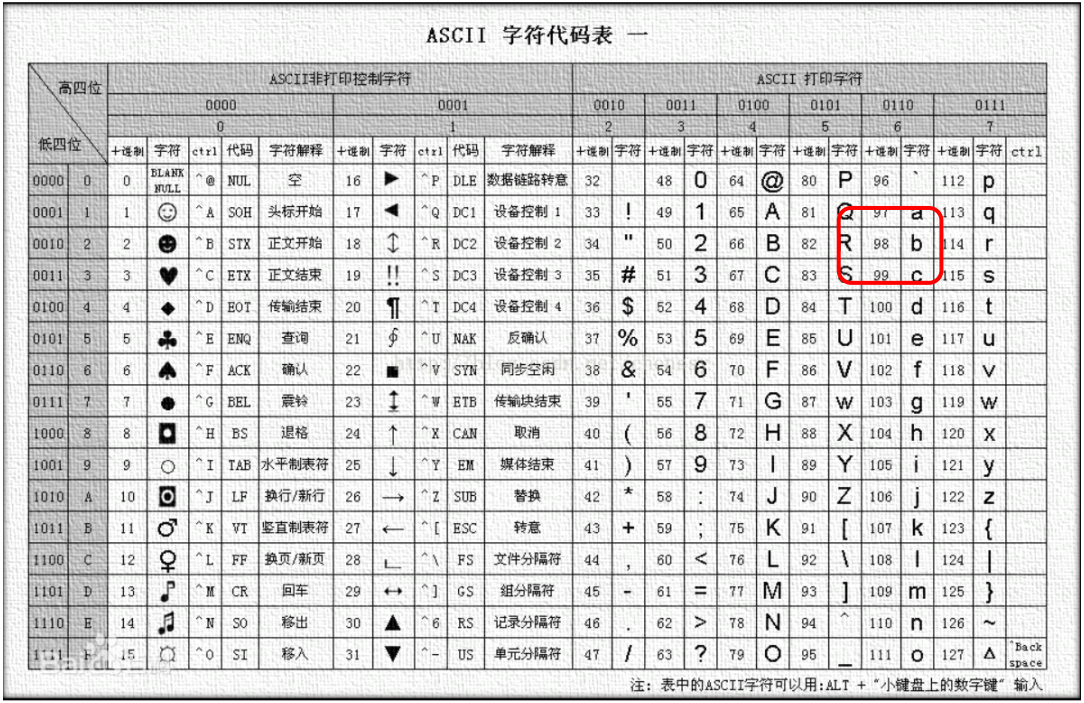 ASCII 字符代码表 一
高四位 ASCII非打印控制字符 ASCII 打印字符
0000 0001 0010 0011 0100 0101 0110 0111
0 1 2 3 4 5 6 7
低四位 十进制 字符 ctrl 代码 字符解释 十进制 字符 ctrl 代码 字符解释 十进制 字符 十进制 字符 十进制 字符 十进制 字符 十进制 字符 十进制 字符 ctrl
0000 0 0 BLANK NULL ^@ NUL 空 16 ► ^P DLE 数据链路转意 32 48 0 64 @ 80 P 96 ` 112 p
0001 1 1 ☺ ^A SOH 头标开始 17 ◄ ^Q DC1 设备控制 1 33 ! 49 1 65 A 81 Q 97 a 113 q
0010 2 2 ☻ ^B STX 正文开始 18 ↕ ^R DC2 设备控制 2 34 " 50 2 66 B 82 R 98 b 114 r
0011 3 3 ♥ ^C ETX 正文结束 19 ‼ ^S DC3 设备控制 3 35 # 51 3 67 C 83 S 99 c 115 s
0100 4 4 ◆ ^D EOT 传输结束 20 ¶ ^T DC4 设备控制 4 36 $ 52 4 68 D 84 T 100 d 116 t
0101 5 5 ♣ ^E ENQ 查询 21 ∮ ^U NAK 反确认 37 % 53 5 69 E 85 U 101 e 117 u
0110 6 6 ♠ ^F ACK 确认 22 ■ ^V SYN 同步空闲 38 & 54 6 70 F 86 V 102 f 118 v
0111 7 7 ● ^G BEL 震铃 23 ↨ ^W ETB 传输块结束 39 ' 55 7 71 G 87 W 103 g 119 w
1000 8 8 ◘ ^H BS 退格 24 ↑ ^X CAN 取消 40 ( 56 8 72 H 88 X 104 h 120 x
1001 9 9 ○ ^I TAB 水平制表符 25 ↓ ^Y EM 媒体结束 41 ) 57 9 73 I 89 Y 105 i 121 y
1010 A 10 ◙ ^J LF 换行/新行 26 → ^Z SUB 替换 42 * 58 : 74 J 90 Z 106 j 122 z
1011 B 11 ♂ ^K VT 竖直制表符 27 ← ^[ ESC 转意 43 + 59 ; 75 K 91 [ 107 k 123 {
1100 C 12 ♀ ^L FF 换页/新页 28 ∟ ^\ FS 文件分隔符 44 , 60 < 76 L 92 \ 108 l 124 |
1101 D 13 ♪ ^M CR 回车 29 ↔ ^] GS 组分隔符 45 - 61 = 77 M 93 ] 109 m 125 }
1110 E 14 ♫ ^N SO 移出 30 ▲ ^6 RS 记录分隔符 46 . 62 > 78 N 94 ^ 110 n 126 ~
1111 F 15 ☼ ^O SI 移入 31 ▼ ^- US 单元分隔符 47 / 63 ? 79 O 95 _ 111 o 127 Δ ^Back space
注：表中的ASCII字符可以用:ALT + "小键盘上的数字键" 输入